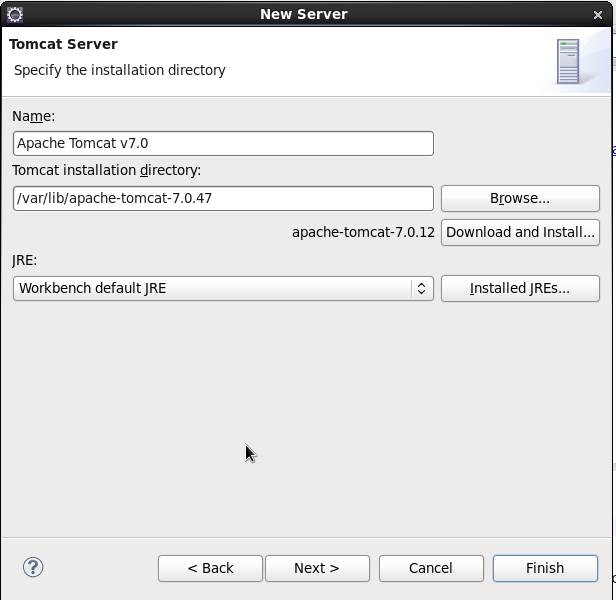 New Server
Tomcat Server
Specify the installation directory
Name:
Apache Tomcat v7.0
Tomcat installation directory:
/var/lib/apache-tomcat-7.0.47
Browse...
apache-tomcat-7.0.12 Download and Install...
JRE:
Workbench default JRE
Installed JREs...
? < Back Next > Cancel Finish